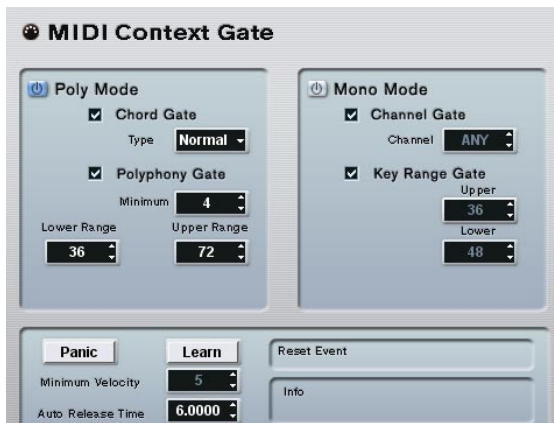 MIDI Context Gate
Poly Mode
Chord Gate
Type Normal
Polyphony Gate
Minimum 4
Lower Range Upper Range
36 72
Mono Mode
Channel Gate
Channel ANY
Key Range Gate
Upper
36
Lower
48
Panic Learn
Minimum Velocity 5
Auto Release Time 6.0000
Reset Event
Info